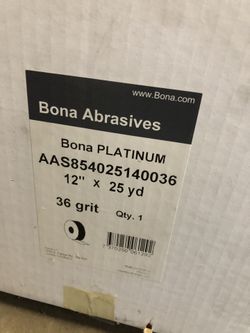 www.Bona.com
Bona Abrasives
Bona PLATINUM
AAS854025140036
12" x 25 yd
36 grit Qty. 1